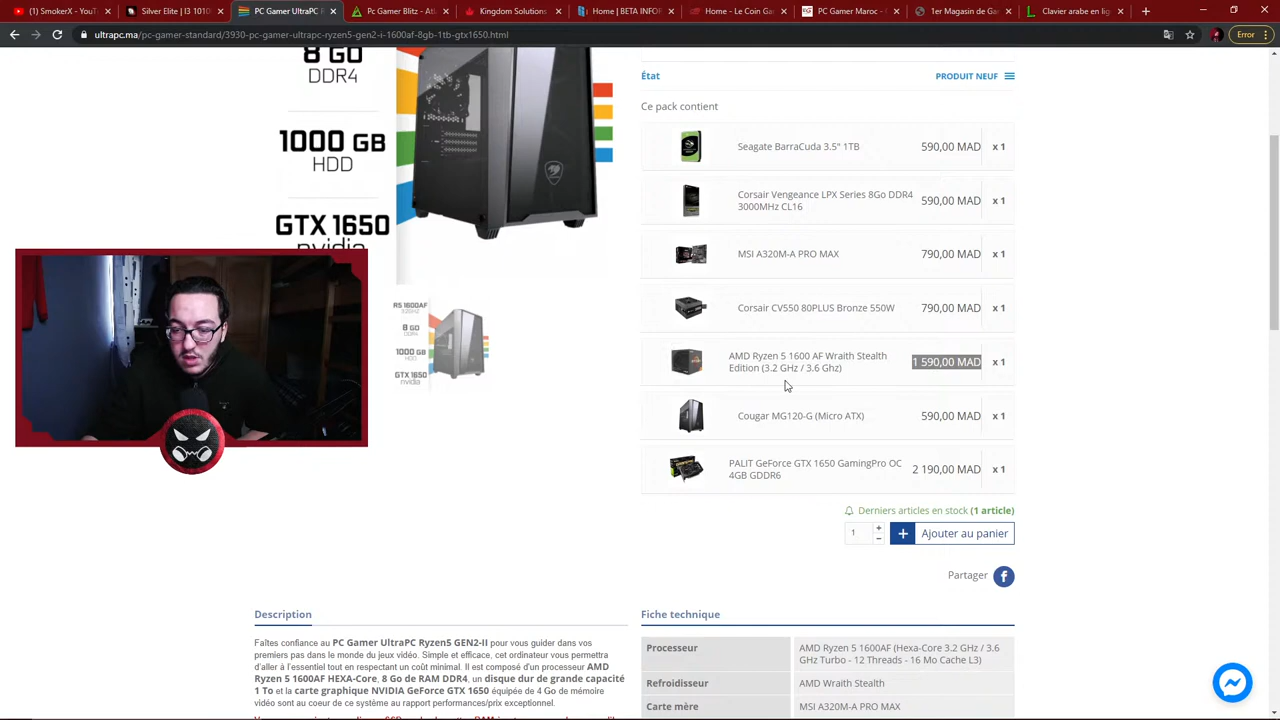 (1) SmokerX - YouT
Silver Elite | I3 1010
PC Gamer UltraPC R
Pc Gamer Blitz - Atl
Kingdom Solutions
Home | BETA INFOR
Home - Le Coin Ga
PC Gamer Maroc - 
1er Magasin de Ga
Clavier arabe en lig
ultrapc.ma/pc-gamer-standard/3930-pc-gamer-ultrapc-ryzen5-gen2-i-1600af-8gb-1tb-gtx1650.html
Error
8 GO
DDR4
1000 GB
HDD
GTX 1650
nvidia
R5 1600AF
8 GO
DDR4
1000 GB
HDD
GTX 1650
nvidia
État
PRODUIT NEUF
Ce pack contient
Seagate BarraCuda 3.5" 1TB 590,00 MAD x 1
Corsair Vengeance LPX Series 8Go DDR4
3000MHz CL16 590,00 MAD x 1
MSI A320M-A PRO MAX 790,00 MAD x 1
Corsair CV550 80PLUS Bronze 550W 790,00 MAD x 1
AMD Ryzen 5 1600 AF Wraith Stealth
Edition (3.2 GHz / 3.6 Ghz) 1 590,00 MAD x 1
Cougar MG120-G (Micro ATX) 590,00 MAD x 1
PALIT GeForce GTX 1650 GamingPro OC
4GB GDDR6 2 190,00 MAD x 1
Derniers articles en stock (1 article)
1
+
−
+ Ajouter au panier
Partager
Description
Faîtes confiance au PC Gamer UltraPC Ryzen5 GEN2-II pour vous guider dans vos
premiers pas dans le monde du jeux vidéo. Simple et efficace, cet ordinateur vous permettra
d'aller à l'essentiel tout en respectant un coût minimal. Il est composé d'un processeur AMD
Ryzen 5 1600AF HEXA-Core, 8 Go de RAM DDR4, un disque dur de grande capacité
1 To et la carte graphique NVIDIA GeForce GTX 1650 équipée de 4 Go de mémoire
vidéo sont au coeur de ce système au rapport performances/prix exceptionnel.
Fiche technique
Processeur
AMD Ryzen 5 1600AF (Hexa-Core 3.2 GHz / 3.6
GHz Turbo - 12 Threads - 16 Mo Cache L3)
Refroidisseur
AMD Wraith Stealth
Carte mère
MSI A320M-A PRO MAX